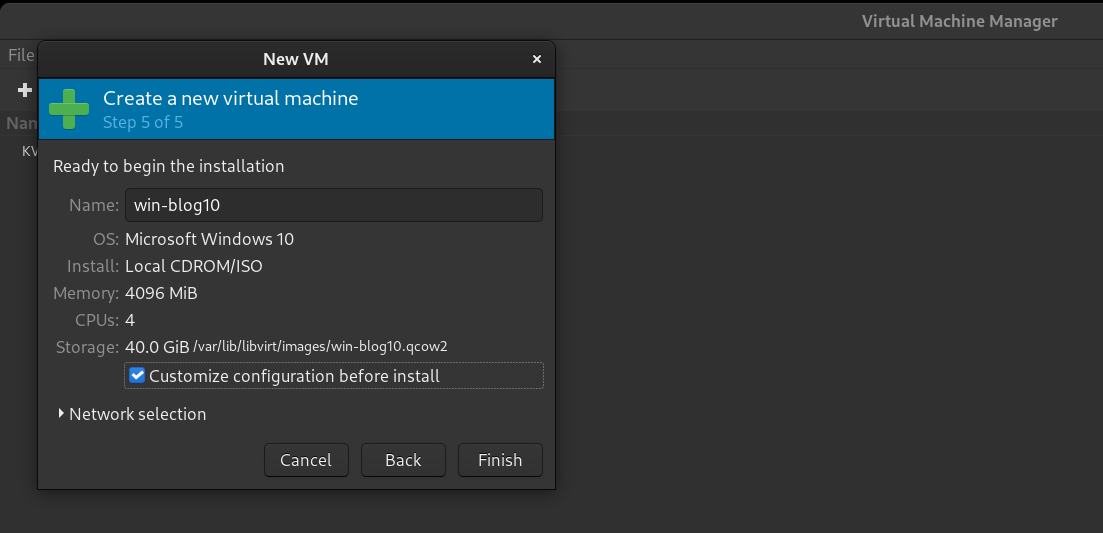 Virtual Machine Manager
File
New VM
×
Create a new virtual machine
Step 5 of 5
Ready to begin the installation
Name: win-blog10
OS: Microsoft Windows 10
Install: Local CDROM/ISO
Memory: 4096 MiB
CPUs: 4
Storage: 40.0 GiB /var/lib/libvirt/images/win-blog10.qcow2
Customize configuration before install
Network selection
Cancel Back Finish